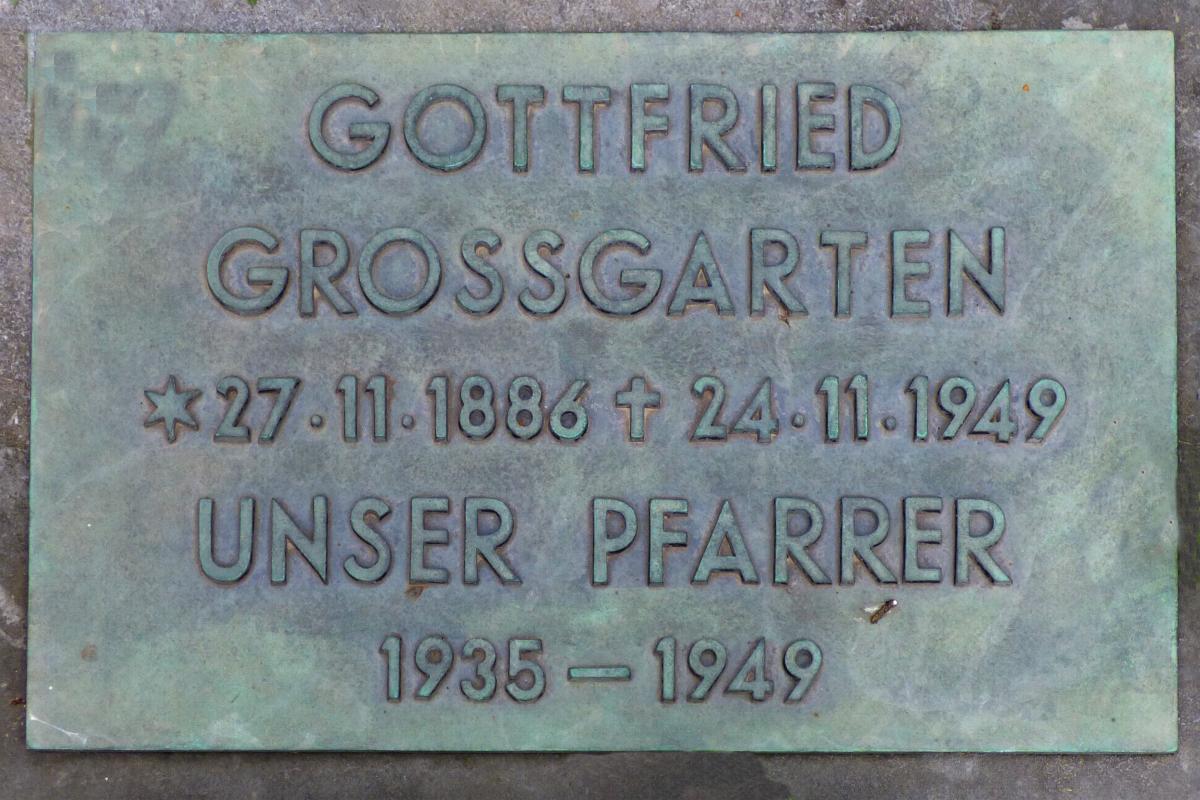 GOTTFRIED
GROSSGARTEN
* 27.11.1886 † 24.11.1949
UNSER PFARRER
1935 – 1949